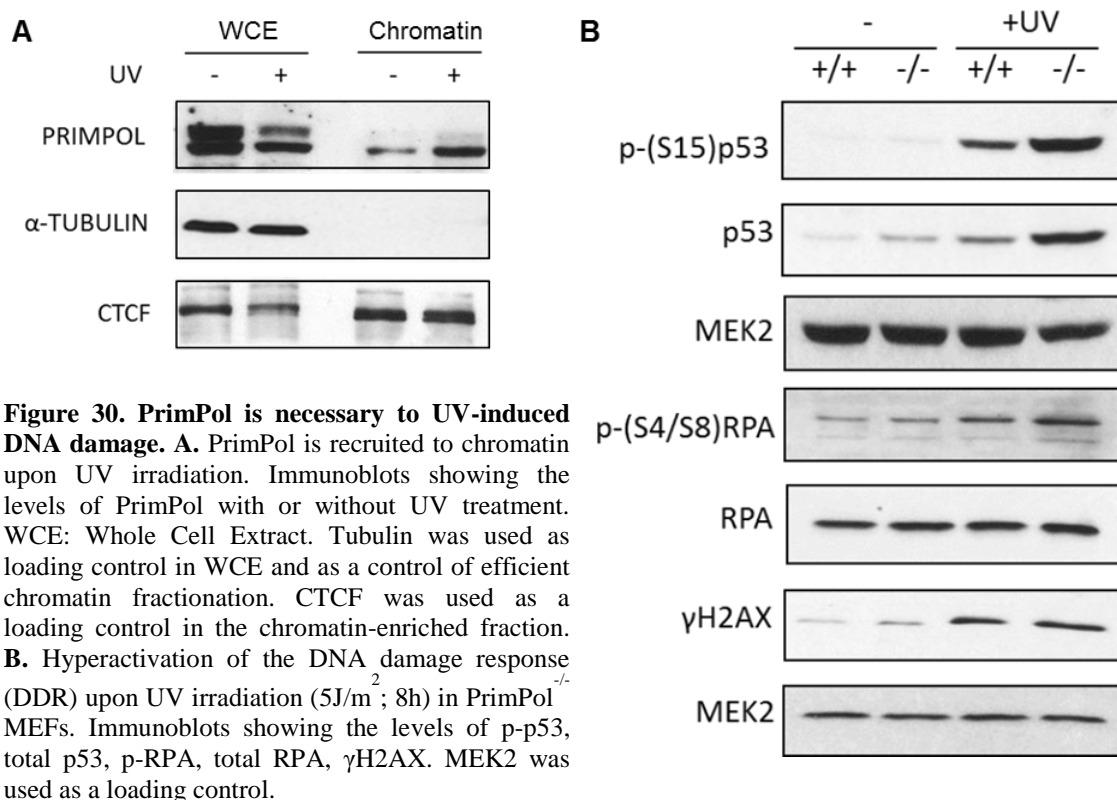 A
WCE Chromatin
UV - + - +
PRIMPOL
α-TUBULIN
CTCF
Figure 30. PrimPol is necessary to UV-induced
DNA damage. A. PrimPol is recruited to chromatin
upon UV irradiation. Immunoblots showing the
levels of PrimPol with or without UV treatment.
WCE: Whole Cell Extract. Tubulin was used as
loading control in WCE and as a control of efficient
chromatin fractionation. CTCF was used as a
loading control in the chromatin-enriched fraction.
B. Hyperactivation of the DNA damage response
(DDR) upon UV irradiation (5J/m²; 8h) in PrimPol⁻/⁻
MEFs. Immunoblots showing the levels of p-p53,
total p53, p-RPA, total RPA, γH2AX. MEK2 was
used as a loading control.
B
- +UV
+/+ -/- +/+ -/-
p-(S15)p53
p53
MEK2
p-(S4/S8)RPA
RPA
γH2AX
MEK2